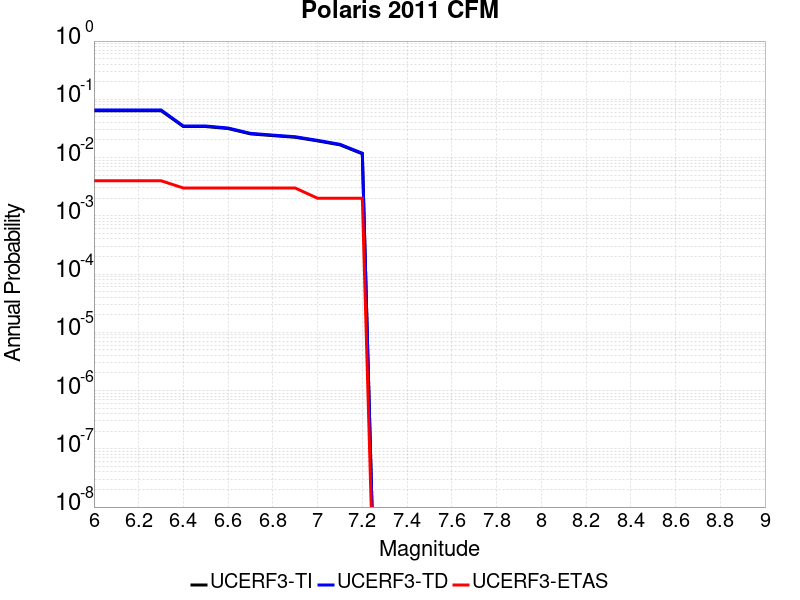 Polaris 2011 CFM
10^0
10^-1
10^-2
10^-3
10^-4
10^-5
10^-6
10^-7
10^-8
Annual Probability
6 6.2 6.4 6.6 6.8 7 7.2 7.4 7.6 7.8 8 8.2 8.4 8.6 8.8 9
Magnitude
UCERF3-TI UCERF3-TD UCERF3-ETAS